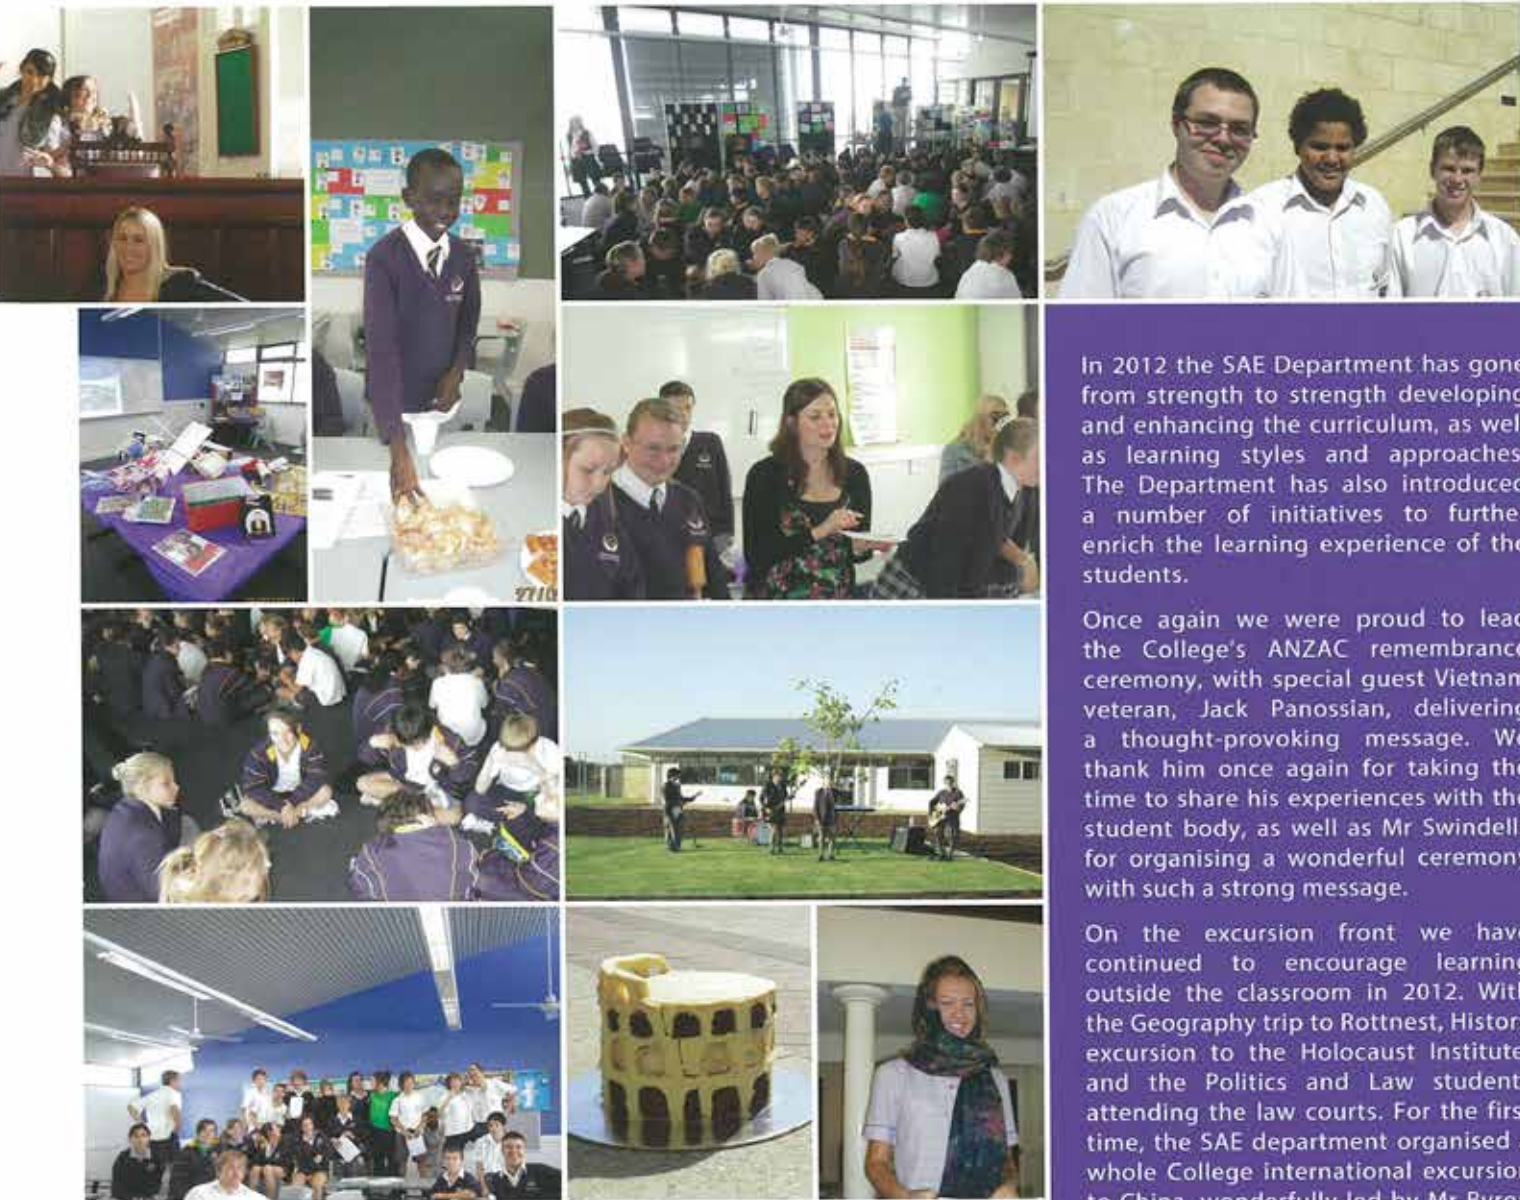 In 2012 the SAE Department has gone
from strength to strength developing
and enhancing the curriculum, as well
as learning styles and approaches.
The Department has also introduced
a number of initiatives to further
enrich the learning experience of the
students.
Once again we were proud to lead
the College's ANZAC remembrance
ceremony, with special guest Vietnam
veteran, Jack Panossian, delivering
a thought-provoking message. We
thank him once again for taking the
time to share his experiences with the
student body, as well as Mr Swindell
for organising a wonderful ceremony
with such a strong message.
On the excursion front we have
continued to encourage learning
outside the classroom in 2012. With
the Geography trip to Rottnest, History
excursion to the Holocaust Institute
and the Politics and Law students
attending the law courts. For the first
time, the SAE department organised
whole College international excursion
to China, wonderfully led by Ms